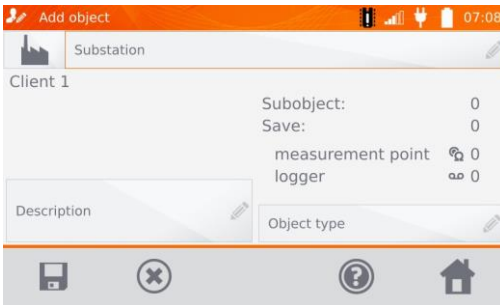 Add object 07:08
Substation
Client 1
Subobject: 0
Save: 0
measurement point 0
logger 0
Description
Object type